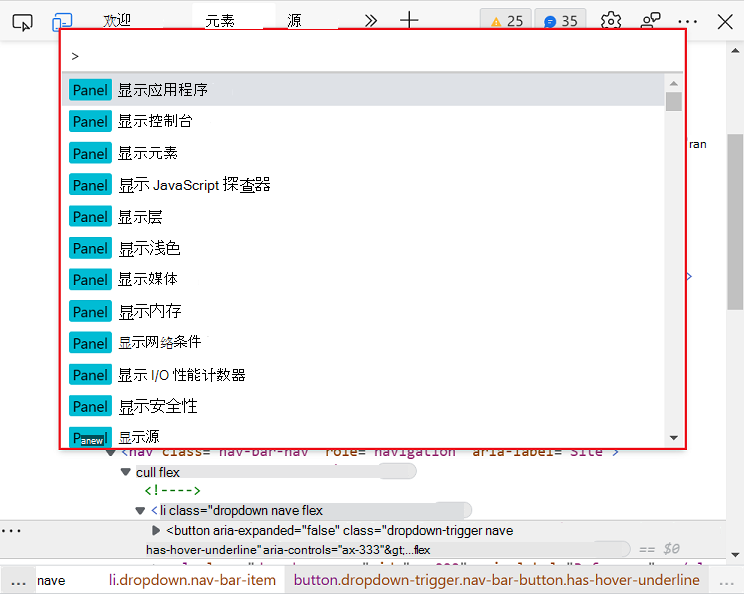 欢迎 元素 源 25 35
>
Panel 显示应用程序
Panel 显示控制台
Panel 显示元素
Panel 显示 JavaScript 探查器
Panel 显示层
Panel 显示浅色
Panel 显示媒体
Panel 显示内存
Panel 显示网络条件
Panel 显示 I/O 性能计数器
Panel 显示安全性
anew 显示源
ran
>
<nav class="nav-bar-nav" role="navigation" aria-label="Site">
cull flex
<!---->
<li class="dropdown nave flex
... <button aria-expanded="false" class="dropdown-trigger nave
has-hover-underline" aria-controls="ax-333"&gt;...flex == $0
... nave li.dropdown.nav-bar-item button.dropdown-trigger.nav-bar-button.has-hover-underline ...